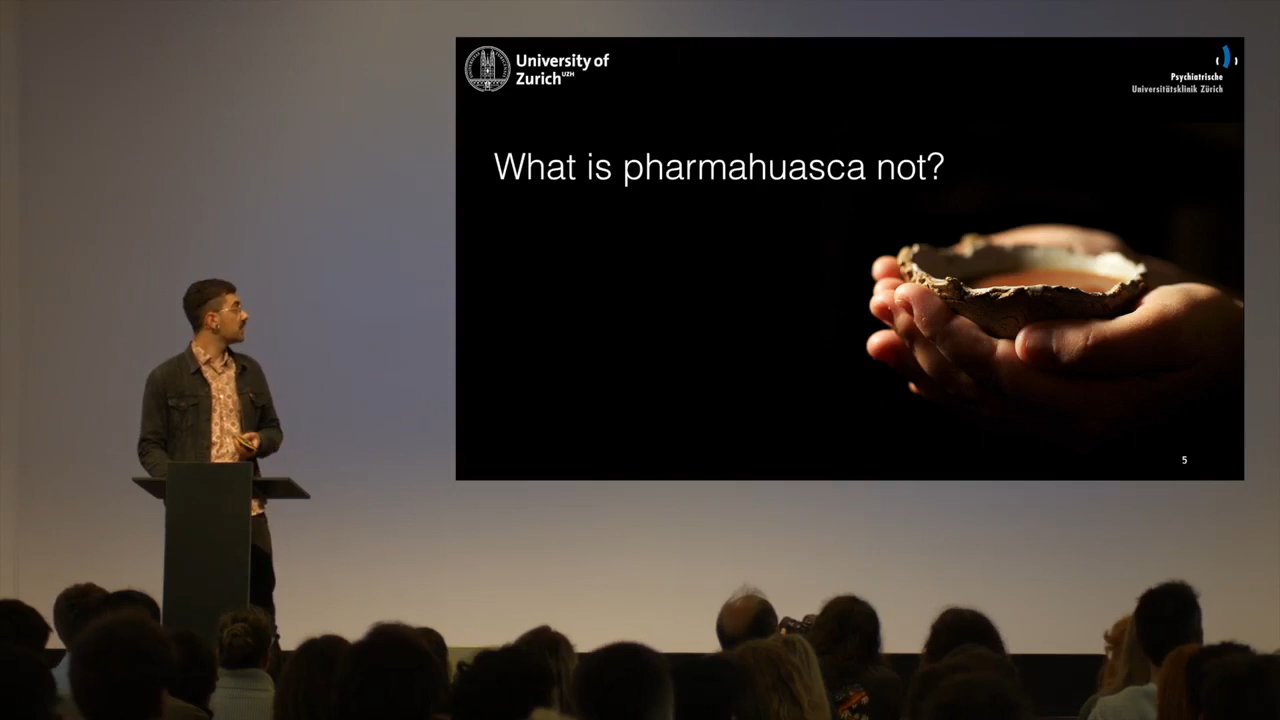 University of
Zurich UZH
Psychiatrische
Universitätsklinik Zürich
What is pharmahuasca not?
5